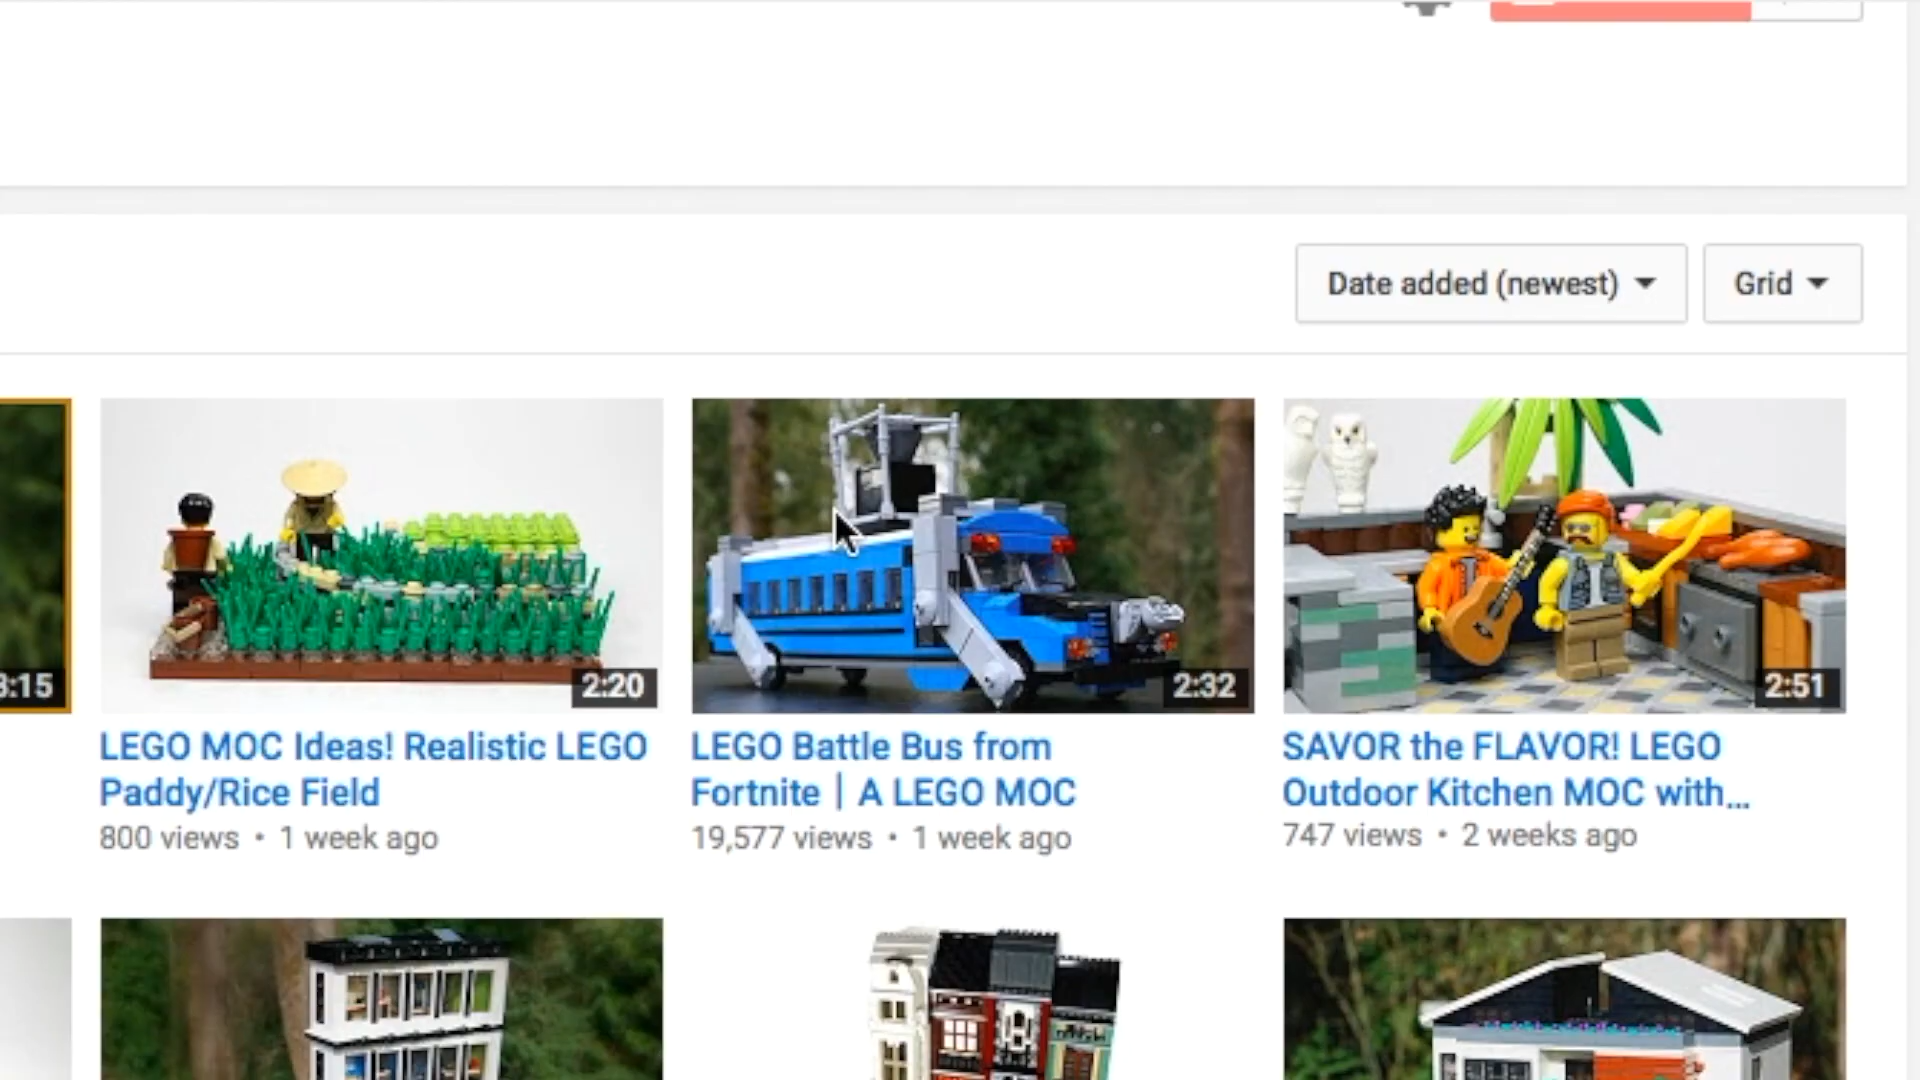 Date added (newest)
Grid
3:15
2:20
2:32
2:51
LEGO MOC Ideas! Realistic LEGO
Paddy/Rice Field
800 views • 1 week ago
LEGO Battle Bus from
Fortnite | A LEGO MOC
19,577 views • 1 week ago
SAVOR the FLAVOR! LEGO
Outdoor Kitchen MOC with...
747 views • 2 weeks ago